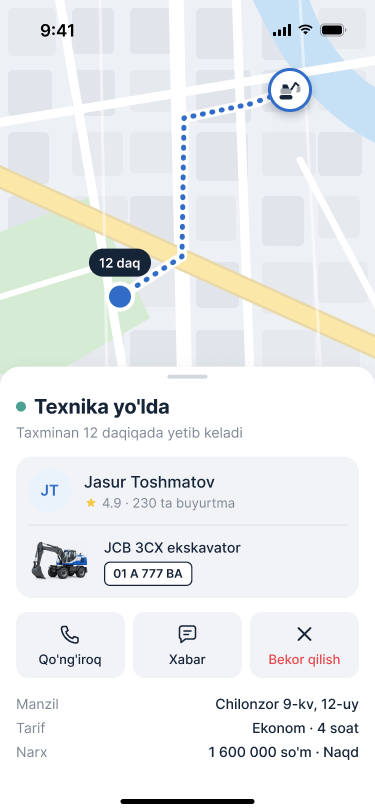 9:41
12 daq
Texnika yo'lda
Taxminan 12 daqiqada yetib keladi
JT
Jasur Toshmatov
4.9 · 230 ta buyurtma
JCB 3CX ekskavator
01 A 777 BA
Qo'ng'iroq
Xabar
Bekor qilish
Manzil Chilonzor 9-kv, 12-uy
Tarif Ekonom · 4 soat
Narx 1 600 000 so'm · Naqd